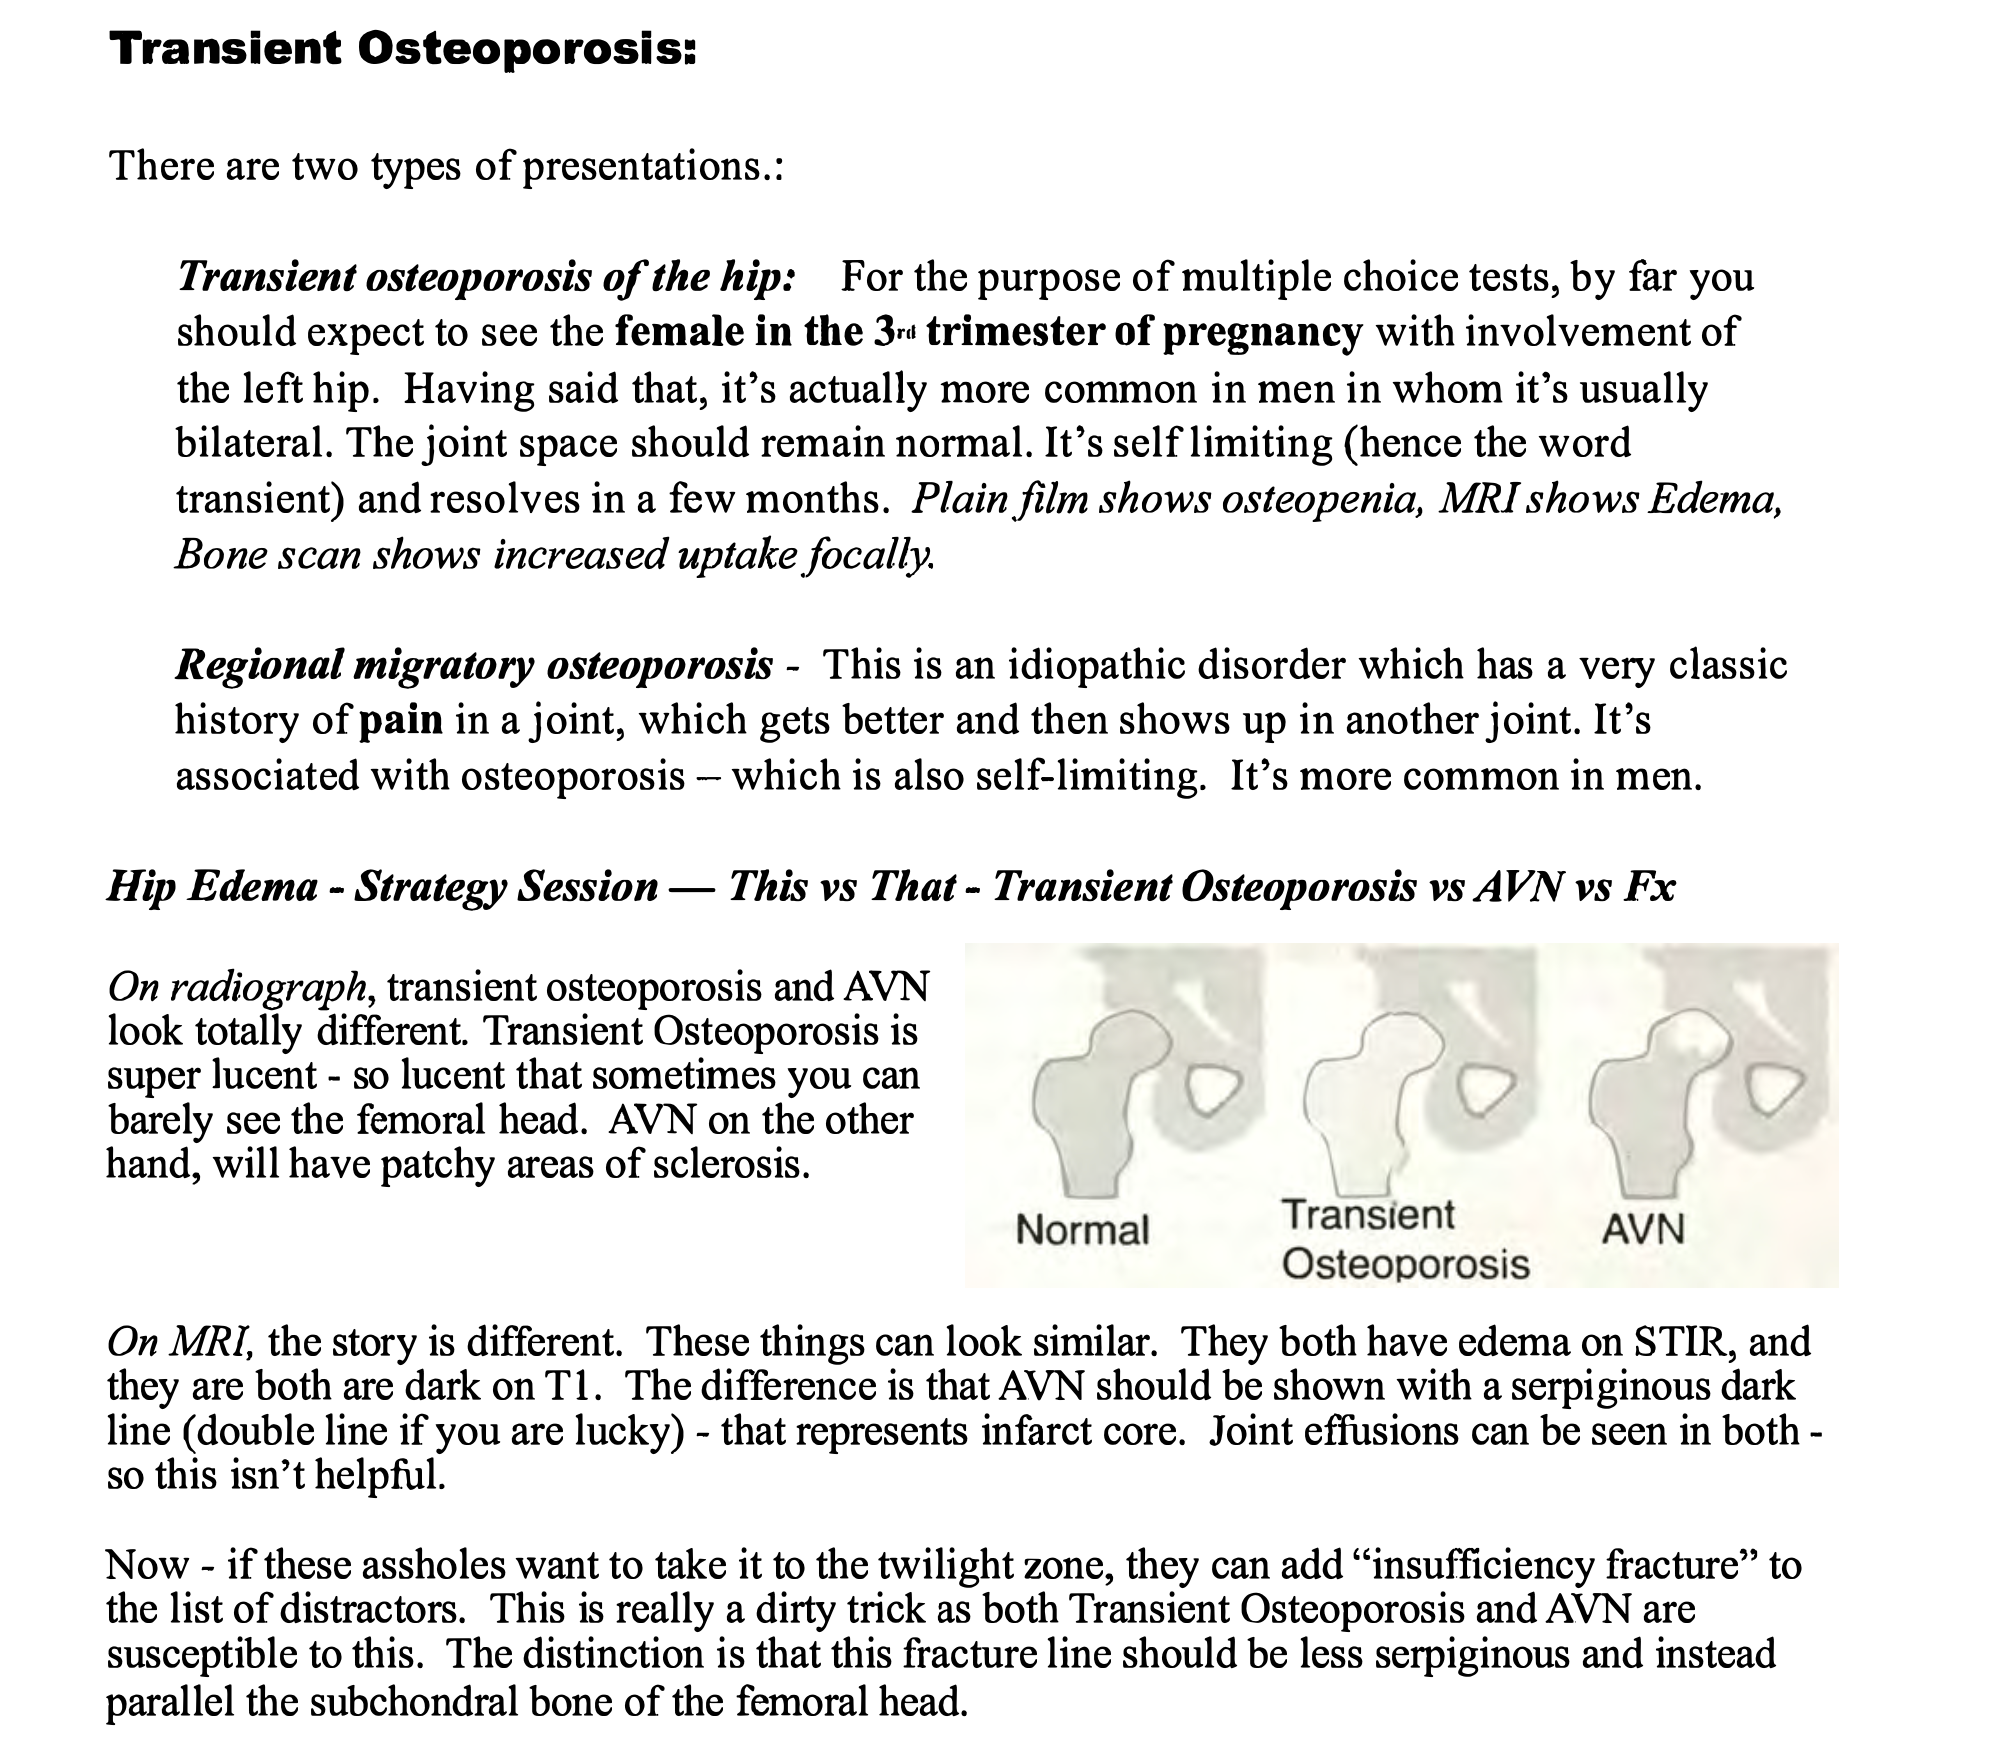 Transient Osteoporosis:
There are two types of presentations.:
Transient osteoporosis of the hip: For the purpose of multiple choice tests, by far you
should expect to see the female in the 3rd trimester of pregnancy with involvement of
the left hip. Having said that, it's actually more common in men in whom it's usually
bilateral. The joint space should remain normal. It's self limiting (hence the word
transient) and resolves in a few months. Plain film shows osteopenia, MRI shows Edema,
Bone scan shows increased uptake focally.
Regional migratory osteoporosis - This is an idiopathic disorder which has a very classic
history of pain in a joint, which gets better and then shows up in another joint. It's
associated with osteoporosis – which is also self-limiting. It's more common in men.
Hip Edema - Strategy Session — This vs That - Transient Osteoporosis vs AVN vs Fx
On radiograph, transient osteoporosis and AVN
look totally different. Transient Osteoporosis is
super lucent - so lucent that sometimes you can
barely see the femoral head. AVN on the other
hand, will have patchy areas of sclerosis.
Normal
Transient
Osteoporosis
AVN
On MRI, the story is different. These things can look similar. They both have edema on STIR, and
they are both are dark on T1. The difference is that AVN should be shown with a serpiginous dark
line (double line if you are lucky) - that represents infarct core. Joint effusions can be seen in both -
so this isn't helpful.
Now - if these assholes want to take it to the twilight zone, they can add “insufficiency fracture” to
the list of distractors. This is really a dirty trick as both Transient Osteoporosis and AVN are
susceptible to this. The distinction is that this fracture line should be less serpiginous and instead
parallel the subchondral bone of the femoral head.